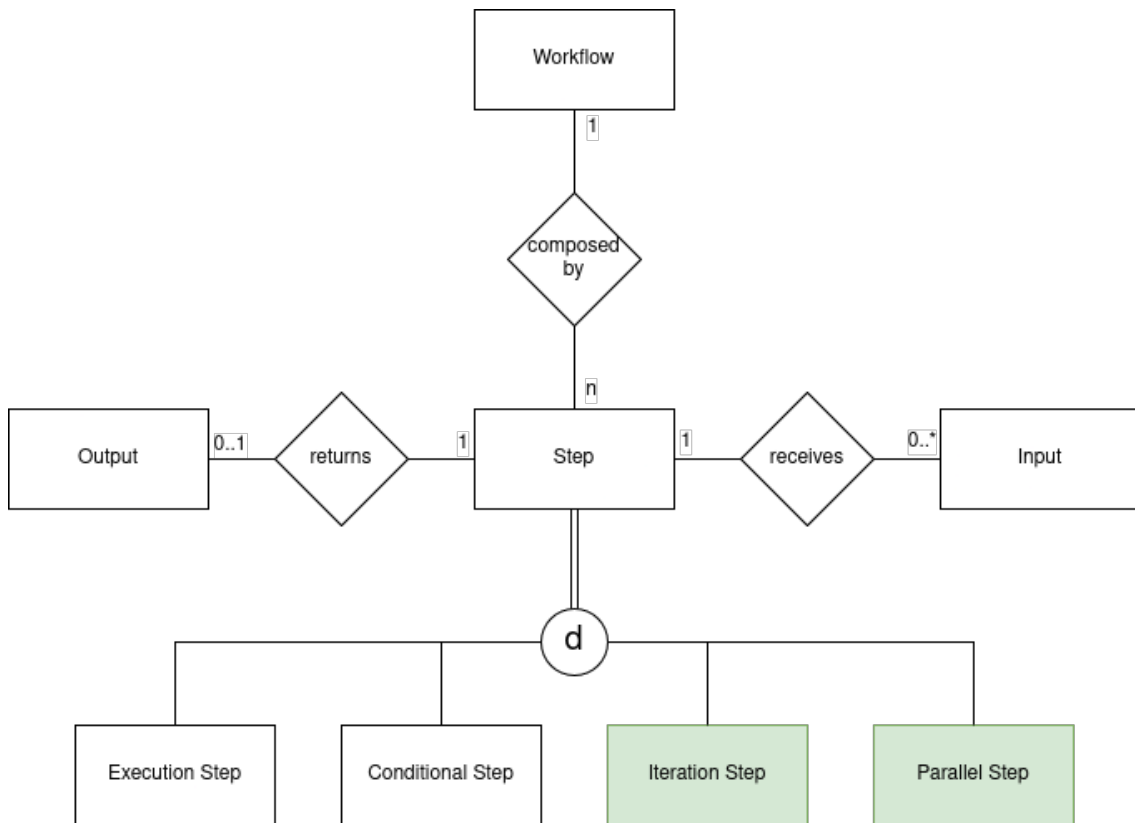 Workflow
1
composed
by
n
Output
0..1
returns
1
Step
1
receives
0..*
Input
d
Execution Step
Conditional Step
Iteration Step
Parallel Step